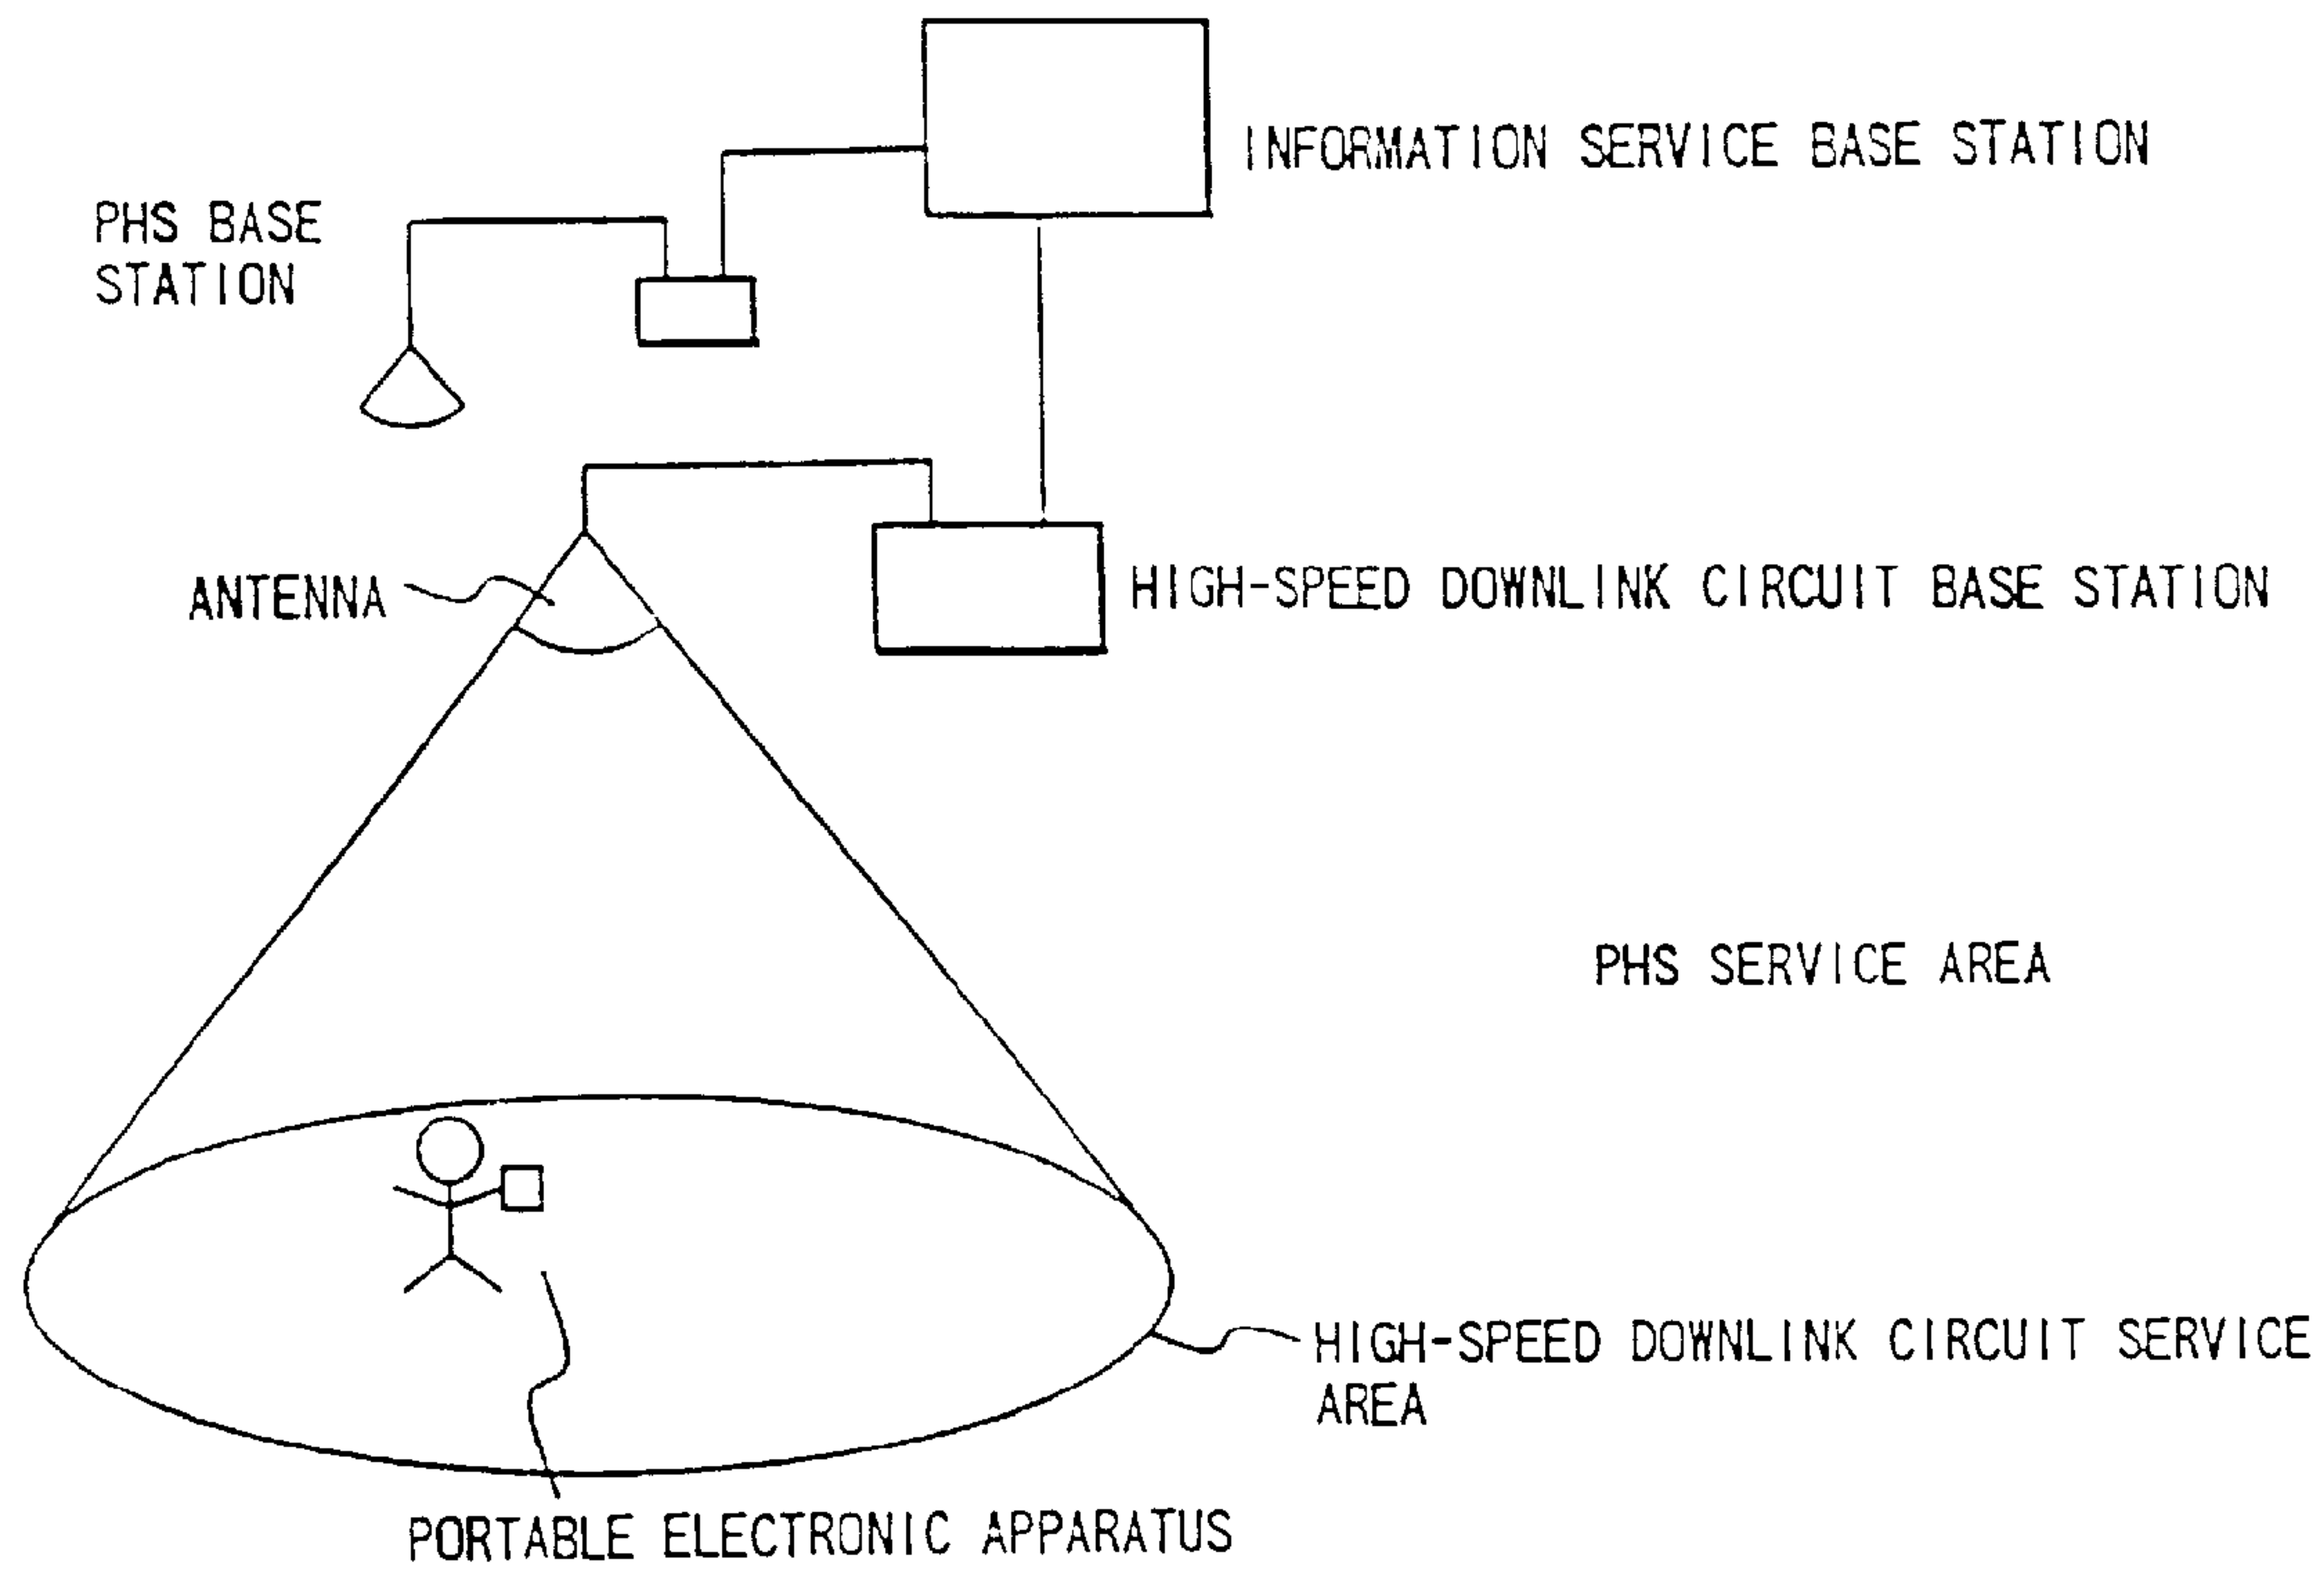 INFORMATION SERVICE BASE STATION
PHS BASE
STATION
ANTENNA
HIGH-SPEED DOWNLINK CIRCUIT BASE STATION
PHS SERVICE AREA
HIGH-SPEED DOWNLINK CIRCUIT SERVICE
AREA
PORTABLE ELECTRONIC APPARATUS